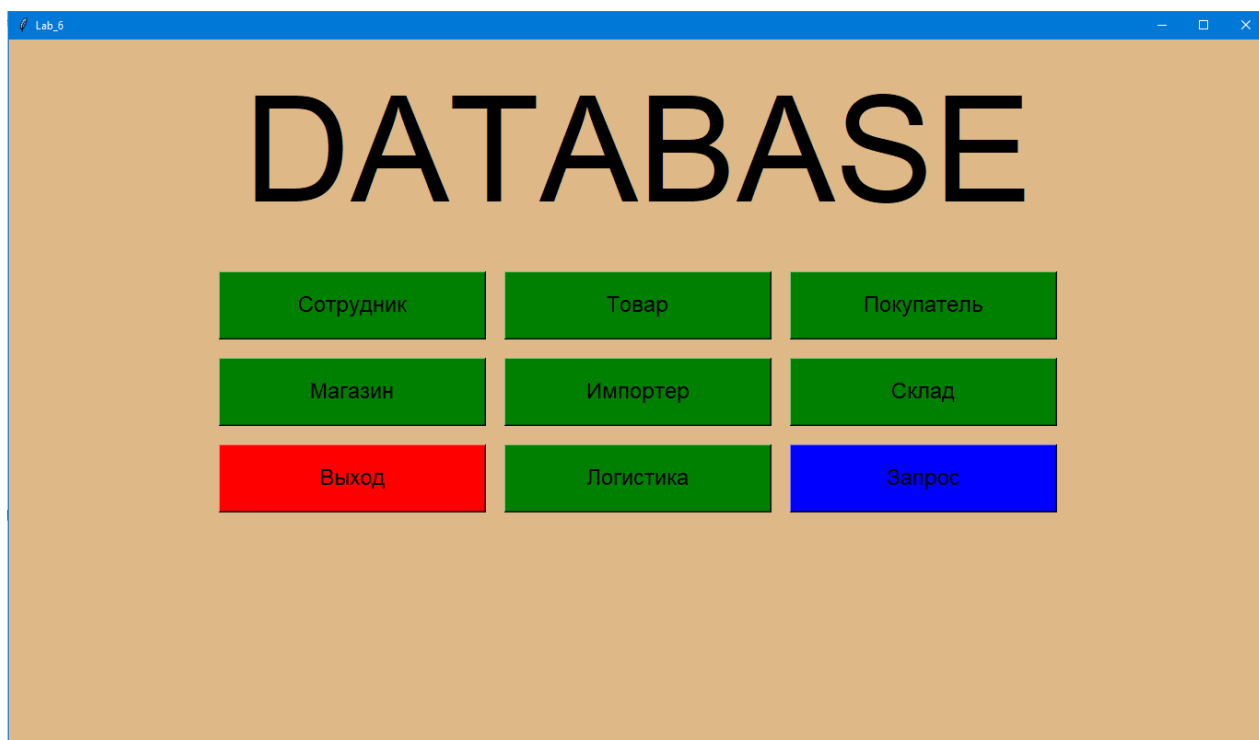 Lab_6
DATABASE
Сотрудник Товар Покупатель
Магазин Импортер Склад
Выход Логистика Запрос